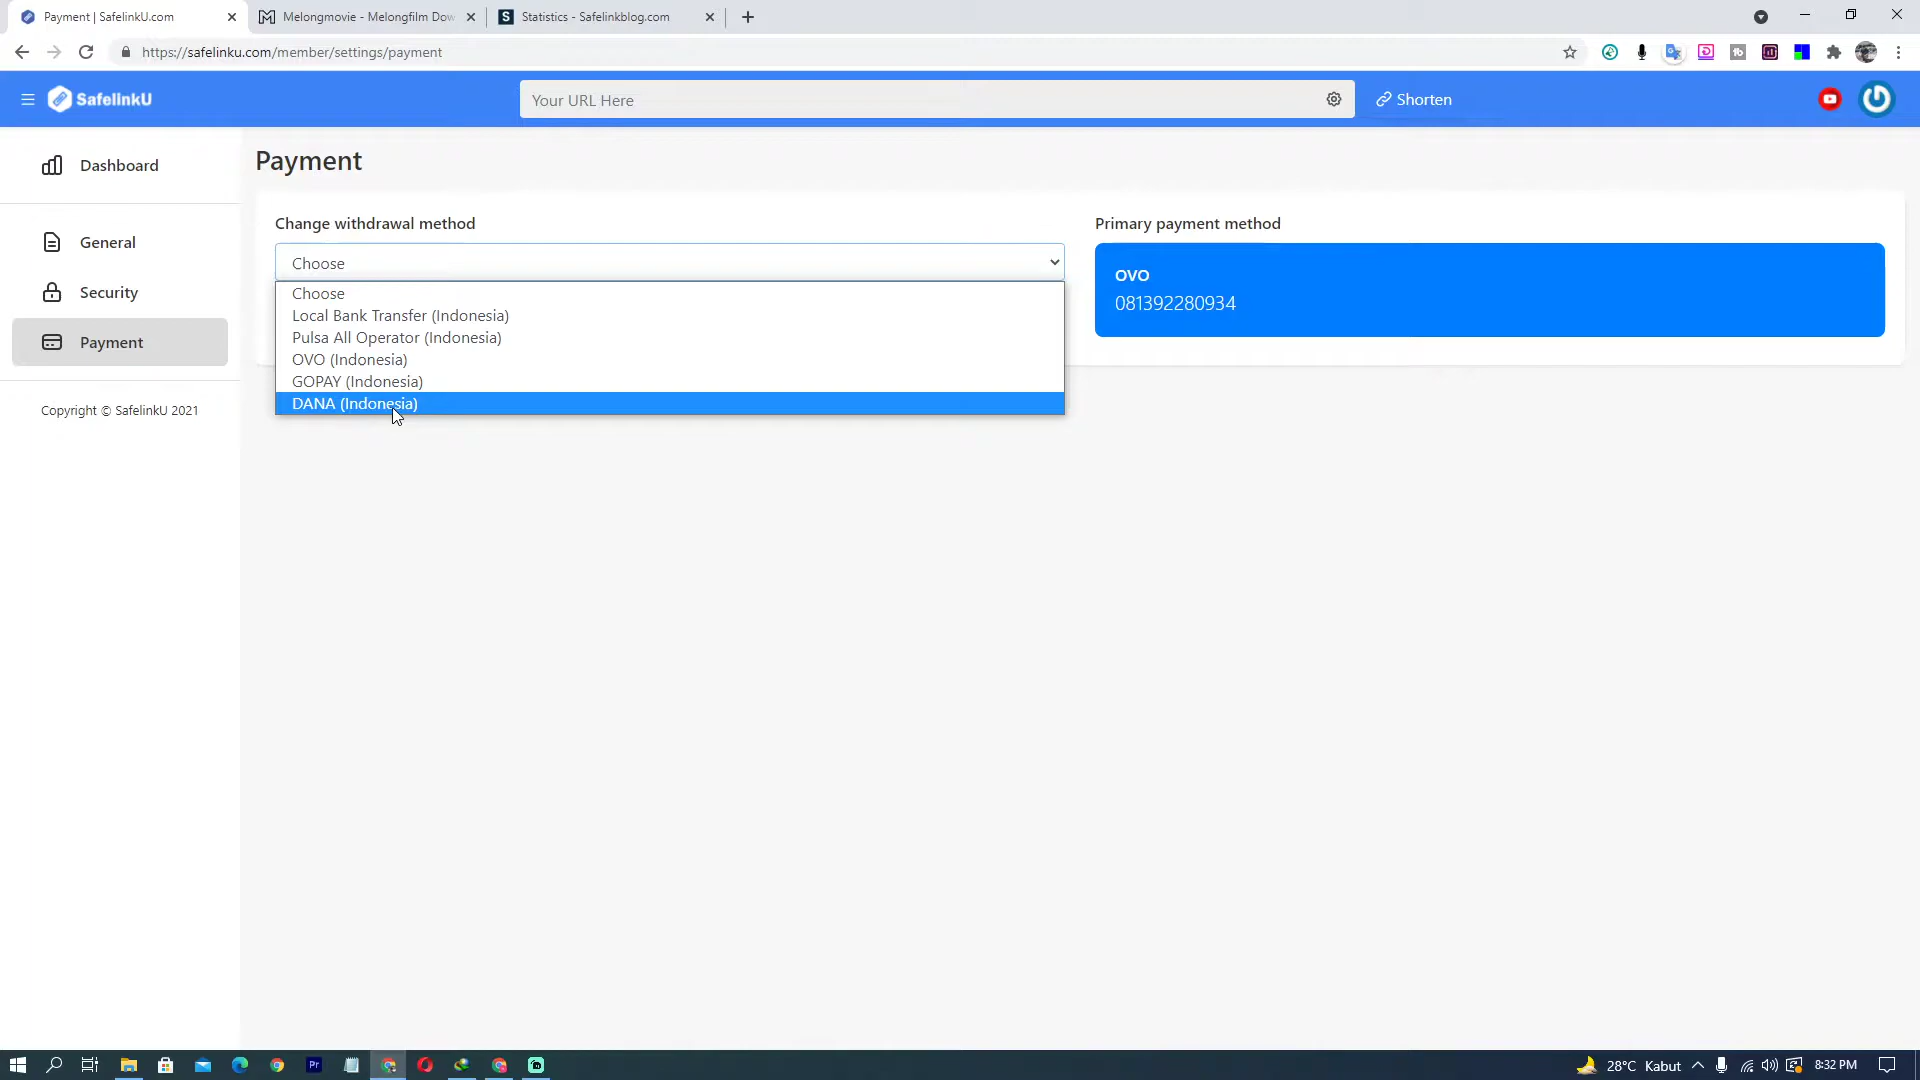 Payment | SafelinkU.com
Melongmovie - Melongfilm Dow
Statistics - Safelinkblog.com
https://safelinku.com/member/settings/payment
SafelinkU
Your URL Here
Shorten
Dashboard
General
Security
Payment
Copyright © SafelinkU 2021
Payment
Change withdrawal method
Choose
Choose
Local Bank Transfer (Indonesia)
Pulsa All Operator (Indonesia)
OVO (Indonesia)
GOPAY (Indonesia)
DANA (Indonesia)
Primary payment method
OVO
081392280934
Pr
28°C Kabut
8:32 PM